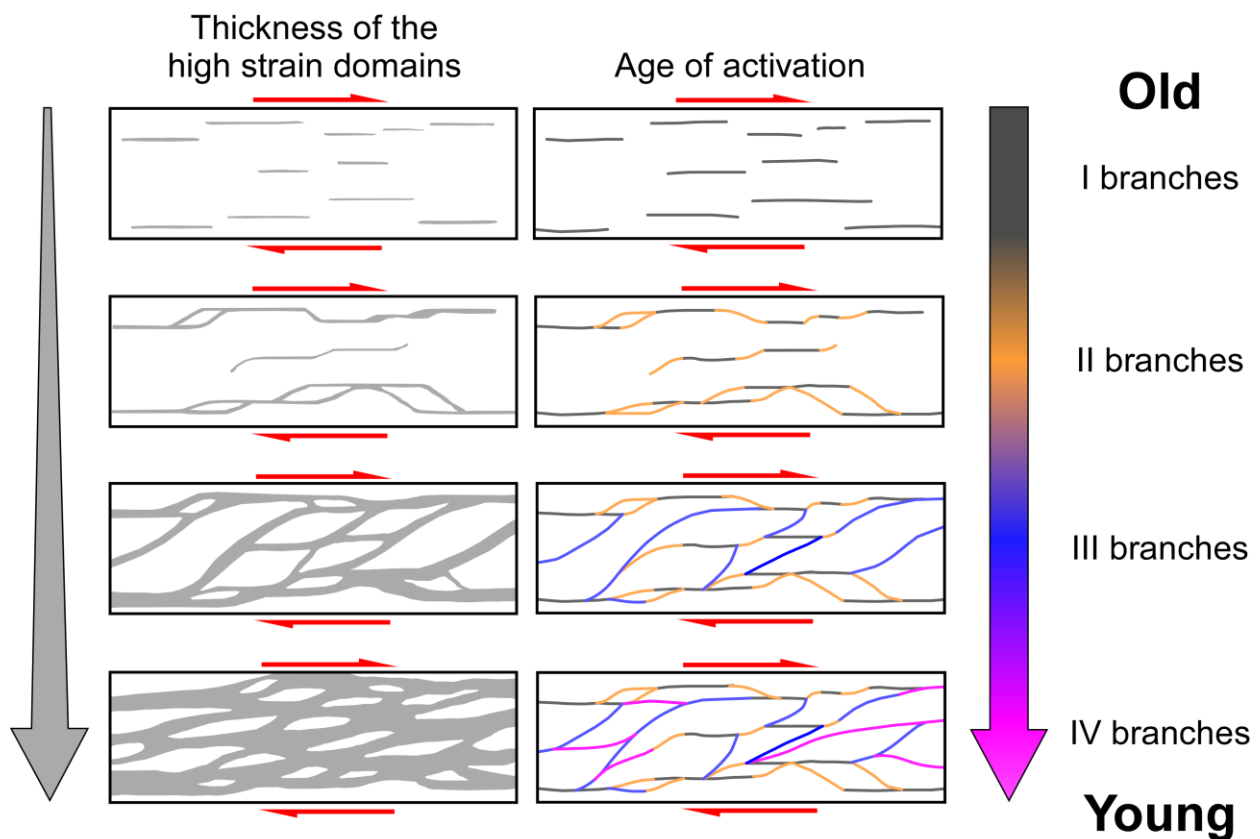 Thickness of the
high strain domains
Age of activation
Old
I branches
II branches
III branches
IV branches
Young